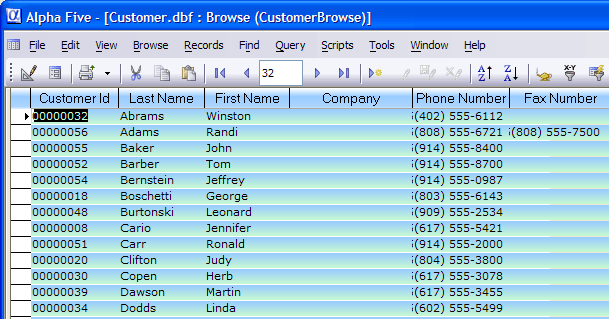 Alpha Five - [Customer.dbf : Browse (CustomerBrowse)]
File Edit View Browse Records Find Query Scripts Tools Window Help
32 X-Y A Z Z A
Customer Id Last Name First Name Company Phone Number Fax Number
00000032 Abrams Winston (402) 555-6112
00000056 Adams Randi (808) 555-6721 (808) 555-7500
00000055 Baker John (914) 555-8400
00000052 Barber Tom (914) 555-8700
00000054 Bernstein Jeffrey (914) 555-0987
00000018 Boschetti George (803) 555-6143
00000048 Burtonski Leonard (909) 555-2534
00000008 Cario Jennifer (617) 555-5421
00000051 Carr Ronald (914) 555-2000
00000020 Clifton Judy (804) 555-3800
00000030 Copen Herb (617) 555-3078
00000039 Dawson Martin (617) 555-3455
00000034 Dodds Linda (602) 555-5499